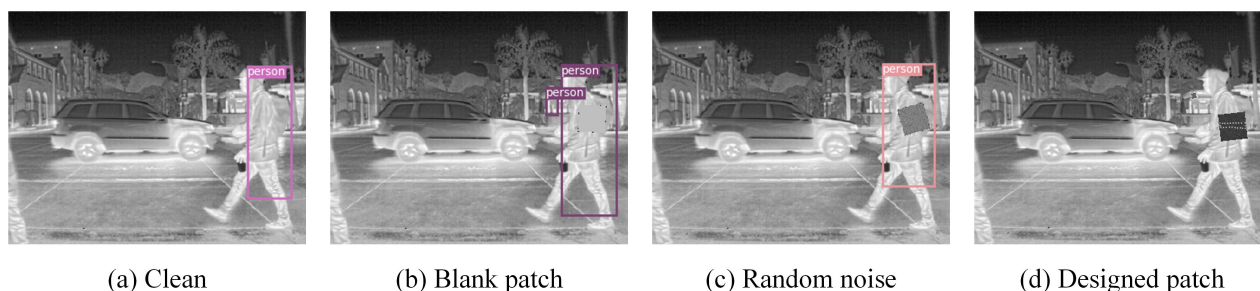 person
person
person
person
(a) Clean
(b) Blank patch
(c) Random noise
(d) Designed patch